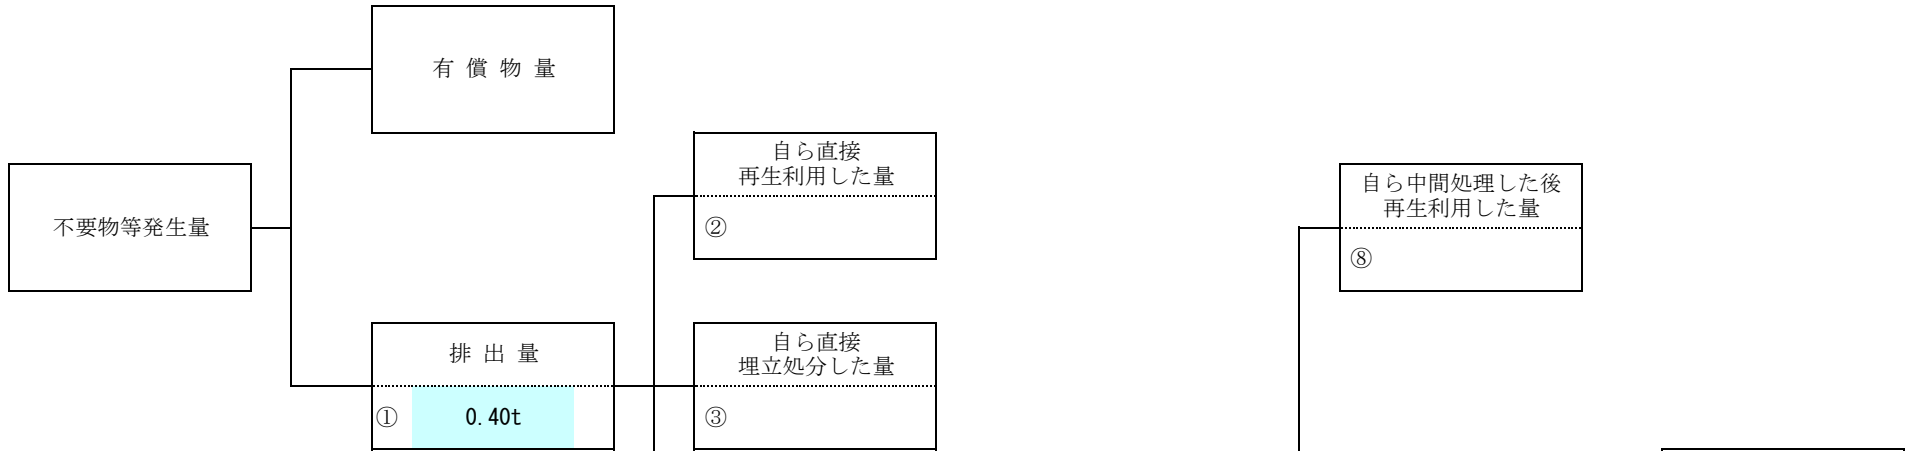 有 償 物 量
自ら直接
再生利用した量
②
不要物等発生量
自ら中間処理した後
再生利用した量
⑧
排 出 量
① 0.40t
自ら直接
埋立処分した量
③